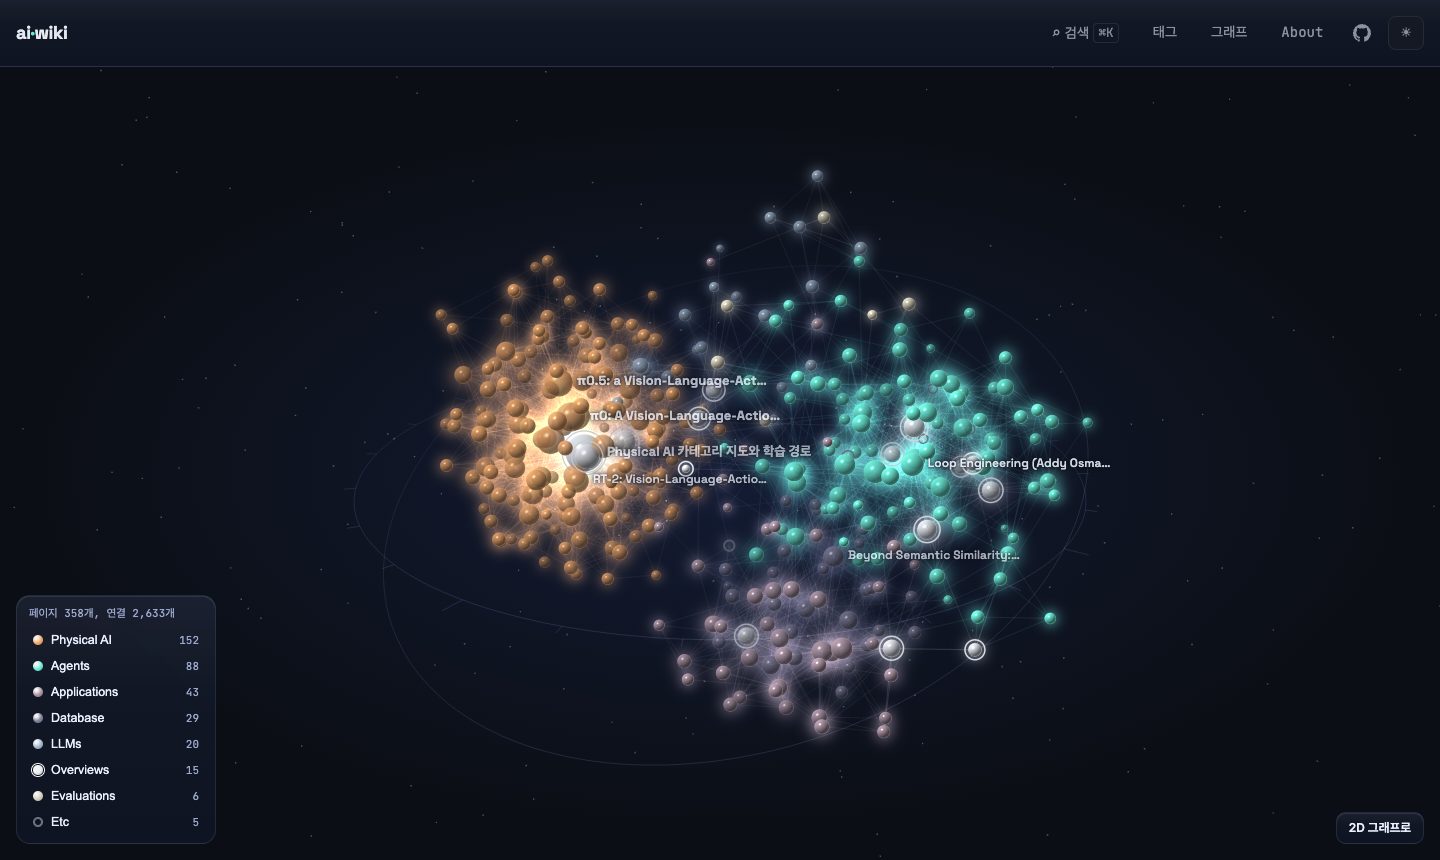 ai·wiki
검색 ⌘K
태그
그래프
About
π0.5: a Vision-Language-Act...
π0: A Vision-Language-Actio...
Physical AI 카테고리 지도와 학습 경로
RT-2: Vision-Language-Actio...
Loop Engineering (Addy Osma...
Beyond Semantic Similarity:...
페이지 358개, 연결 2,633개
Physical AI 152
Agents 88
Applications 43
Database 29
LLMs 20
Overviews 15
Evaluations 6
Etc 5
2D 그래프로